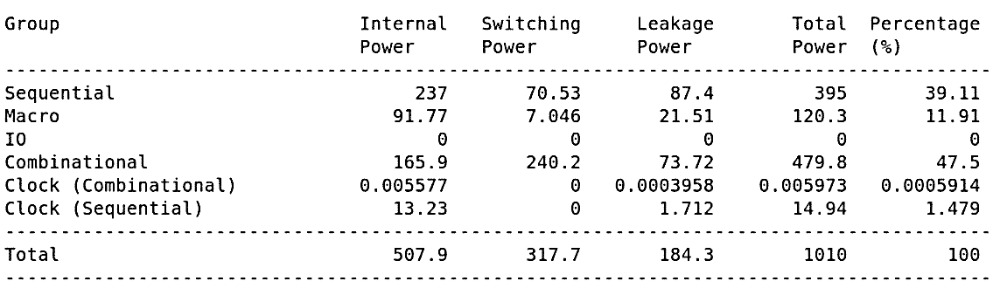 Group Internal Switching Leakage Total Percentage
Power Power Power Power (%)
--------------------------------------------------------------------------------
Sequential 237 70.53 87.4 395 39.11
Macro 91.77 7.046 21.51 120.3 11.91
IO 0 0 0 0 0
Combinational 165.9 240.2 73.72 479.8 47.5
Clock (Combinational) 0.005577 0 0.0003958 0.005973 0.0005914
Clock (Sequential) 13.23 0 1.712 14.94 1.479
--------------------------------------------------------------------------------
Total 507.9 317.7 184.3 1010 100
--------------------------------------------------------------------------------